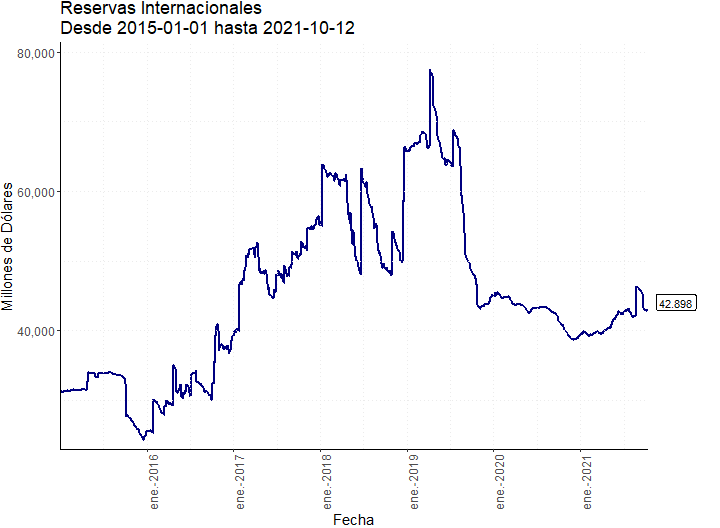 Reservas Internacionales
Desde 2015-01-01 hasta 2021-10-12
80,000
60,000
40,000
Millones de Dólares
42.898
ene.-2016
ene.-2017
ene.-2018
ene.-2019
ene.-2020
ene.-2021
Fecha